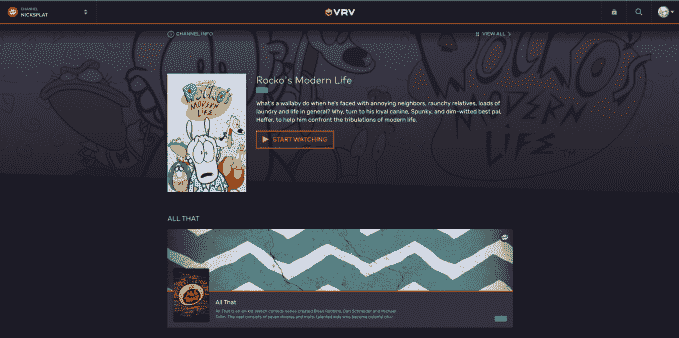 CHANNEL
NICKSPLAT
VRV
CHANNEL INFO
VIEW ALL
ROCKO'S
MODERN
LIFE
Rocko's Modern Life
What's a wallaby do when he's faced with annoying neighbors, raunchy relatives, loads of
laundry and life in general? Why, turn to his loyal canine, Spunky, and dim-witted best pal,
Heffer, to help him confront the tribulations of modern life.
START WATCHING
ALL THAT
All That
All That is an all-kid sketch comedy series created Brian Robbins, Dan Schneider and Michael
Tollin. The cast consists of seven diverse and multi-talented kids who become